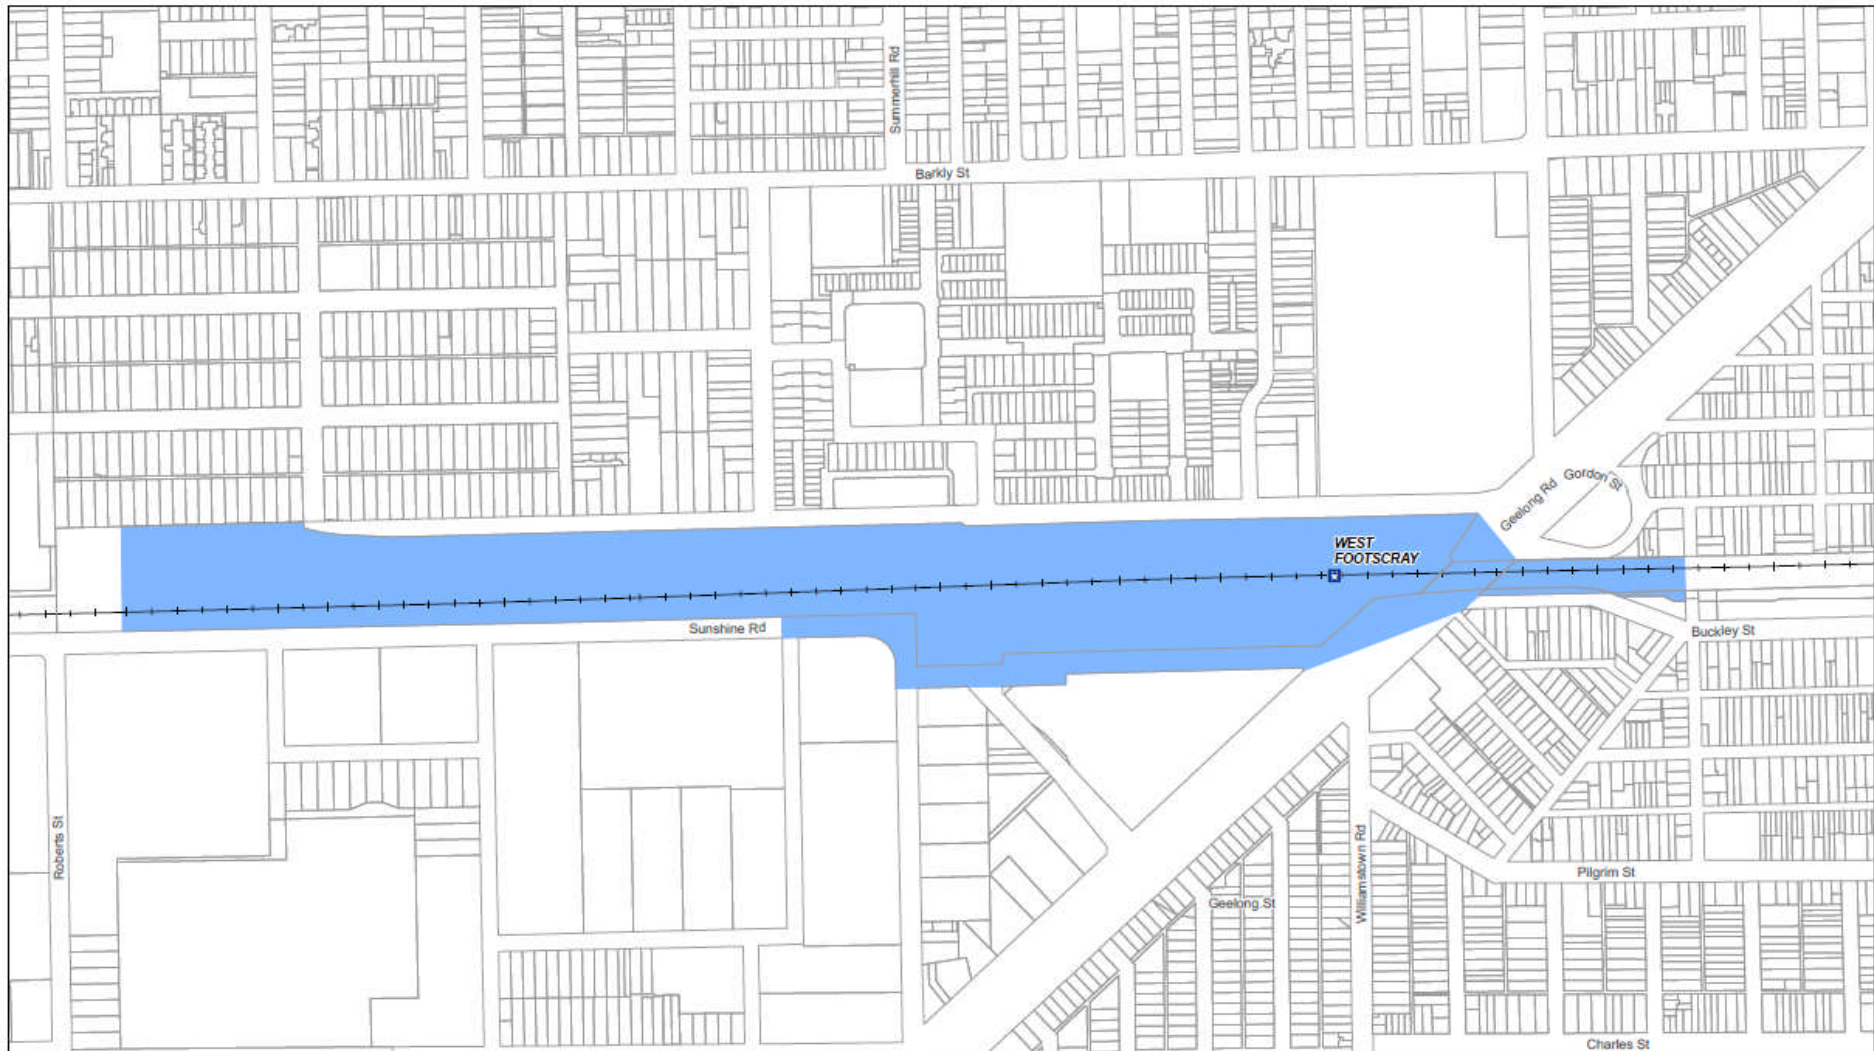 Summerhill Rd
Barkly St
Gordon St
Geelong Rd
WEST
FOOTSCRAY
Sunshine Rd
Buckley St
Roberts St
Williamstown Rd
Pilgrim St
Geelong St
Charles St